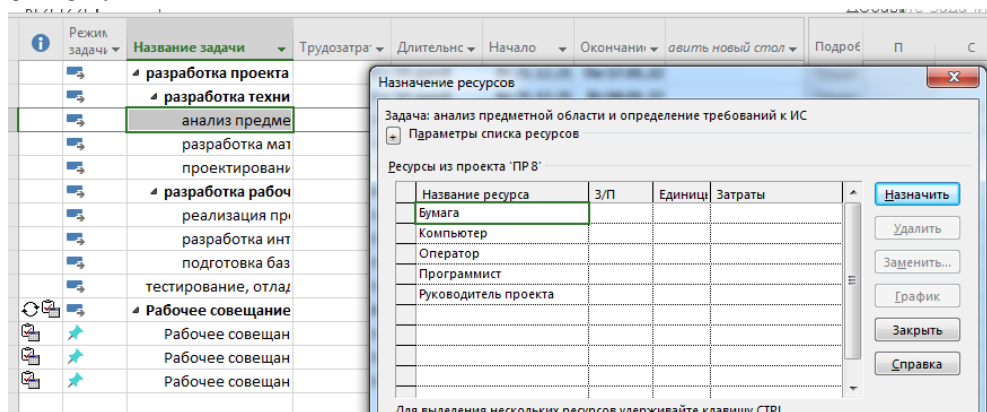 Режим
задачи Название задачи Трудозатрат Длительнс Начало Окончани авить новый стол Подроб П С
разработка проекта
разработка техни
анализ предме
разработка мат
проектировани
разработка рабоч
реализация пр
разработка инт
подготовка баз
тестирование, отлад
Рабочее совещание
Рабочее совещан
Рабочее совещан
Рабочее совещан
Назначение ресурсов
Задача: анализ предметной области и определение требований к ИС
+ Параметры списка ресурсов
Ресурсы из проекта 'ПР 8'
Название ресурса З/П Единицы Затраты
Бумага
Компьютер
Оператор
Программист
Руководитель проекта
Назначить
Удалить
Заменить...
График
Закрыть
Справка
Для выделения нескольких ресурсов удерживайте клавишу CTRL